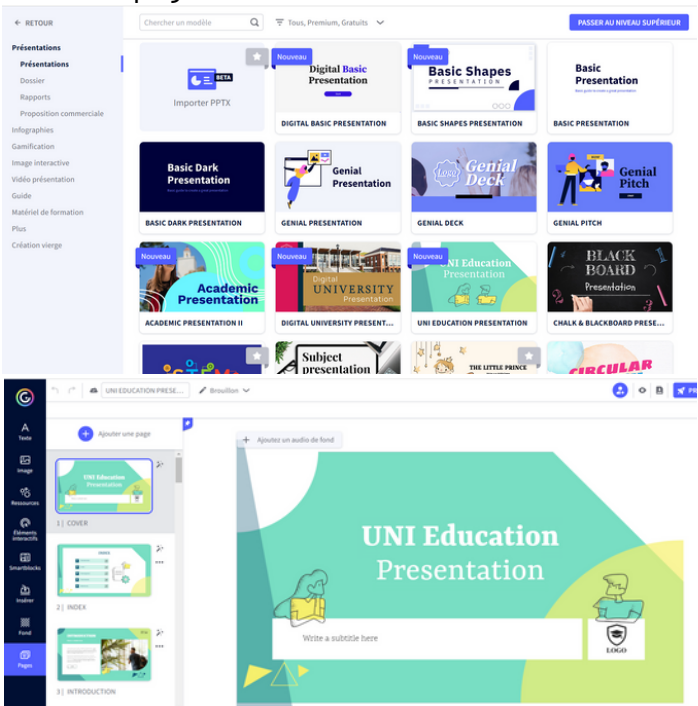 ← RETOUR
Chercher un modèle
Tous, Premium, Gratuits
PASSER AU NIVEAU SUPÉRIEUR
Présentations
Présentations
Dossier
Rapports
Proposition commerciale
Infographies
Gamification
Image interactive
Vidéo présentation
Guide
Matériel de formation
Plus
Création vierge
BETA
Importer PPTX
Nouveau
Digital Basic
Presentation
DIGITAL BASIC PRESENTATION
Nouveau
Basic Shapes
PRESENTATION
BASIC SHAPES PRESENTATION
Basic
Presentation
BASIC PRESENTATION
Basic Dark
Presentation
BASIC DARK PRESENTATION
Genial
Presentation
GENIAL PRESENTATION
LOGO
Genial
Deck
GENIAL DECK
Genial
Pitch
GENIAL PITCH
Nouveau
Academic
Presentation
ACADEMIC PRESENTATION II
Nouveau
Digital
UNIVERSITY
Presentation
DIGITAL UNIVERSITY PRESENT...
Nouveau
UNI Education
Presentation
UNI EDUCATION PRESENTATION
BLACK
BOARD
Presentation
CHALK & BLACKBOARD PRESE...
Subject
presentation
THE LITTLE PRINCE
CIRCULAR
UNI EDUCATION PRESE...
Brouillon
Texte
Image
Ressources
Éléments
interactifs
Smartblocks
Insérer
Fond
Pages
+ Ajouter une page
UNI Education
Presentation
1| COVER
INDEX
2| INDEX
INTRODUCTION
3| INTRODUCTION
+ Ajoutez un audio de fond
UNI Education
Presentation
Write a subtitle here
LOGO